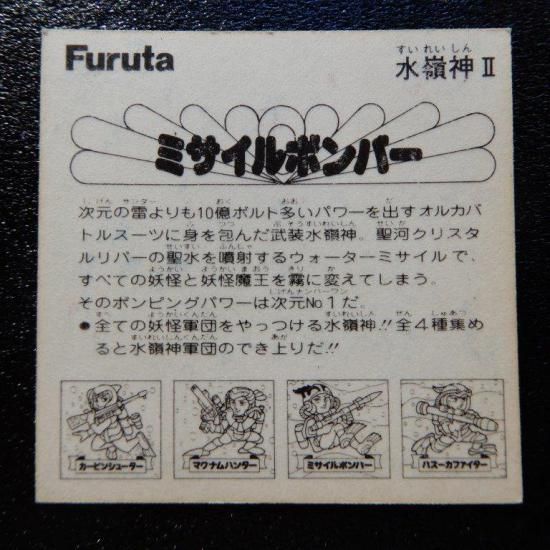 Furuta
すいれいしん
水嶺神Ⅱ
ミサイルボンバー
次元の雷よりも10億ボルト多いパワーを出すオルカバ
トルスーツに身を包んだ武装水嶺神。聖河クリスタ
ルリバーの聖水を噴射するウォーターミサイルで、
すべての妖怪と妖怪魔王を霧に変えてしまう。
そのボンビングパワーは次元No1だ。
●全ての妖怪軍団をやっつける水嶺神!!全4種集め
ると水嶺神軍団のでき上りだ!!
カービンシューター
マグナムハンター
ミサイルボンバー
バズーカファイター